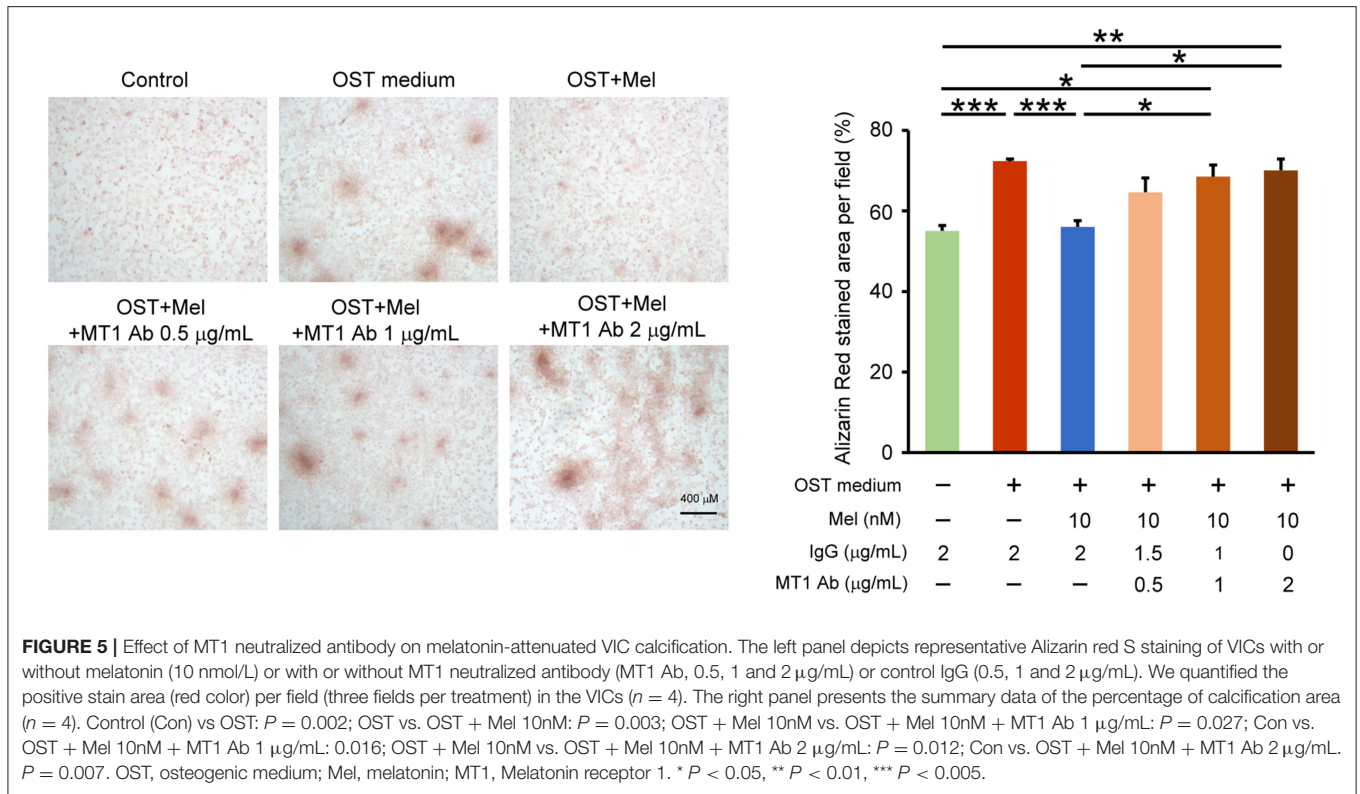 Control
OST medium
OST+Mel
OST+Mel
+MT1 Ab 0.5 μg/mL
OST+Mel
+MT1 Ab 1 μg/mL
OST+Mel
+MT1 Ab 2 μg/mL
400 μM
**
*
*
*** *** *
Alizarin Red stained area per field (%)
80
60
40
20
0
OST medium – + + + + +
Mel (nM) – – 10 10 10 10
IgG (μg/mL) 2 2 2 1.5 1 0
MT1 Ab (μg/mL) – – – 0.5 1 2
FIGURE 5 | Effect of MT1 neutralized antibody on melatonin-attenuated VIC calcification. The left panel depicts representative Alizarin red S staining of VICs with or
without melatonin (10 nmol/L) or with or without MT1 neutralized antibody (MT1 Ab, 0.5, 1 and 2 μg/mL) or control IgG (0.5, 1 and 2 μg/mL). We quantified the
positive stain area (red color) per field (three fields per treatment) in the VICs (n = 4). The right panel presents the summary data of the percentage of calcification area
(n = 4). Control (Con) vs OST: P = 0.002; OST vs. OST + Mel 10nM: P = 0.003; OST + Mel 10nM vs. OST + Mel 10nM + MT1 Ab 1 μg/mL: P = 0.027; Con vs.
OST + Mel 10nM + MT1 Ab 1 μg/mL: 0.016; OST + Mel 10nM vs. OST + Mel 10nM + MT1 Ab 2 μg/mL: P = 0.012; Con vs. OST + Mel 10nM + MT1 Ab 2 μg/mL.
P = 0.007. OST, osteogenic medium; Mel, melatonin; MT1, Melatonin receptor 1. * P < 0.05, ** P < 0.01, *** P < 0.005.